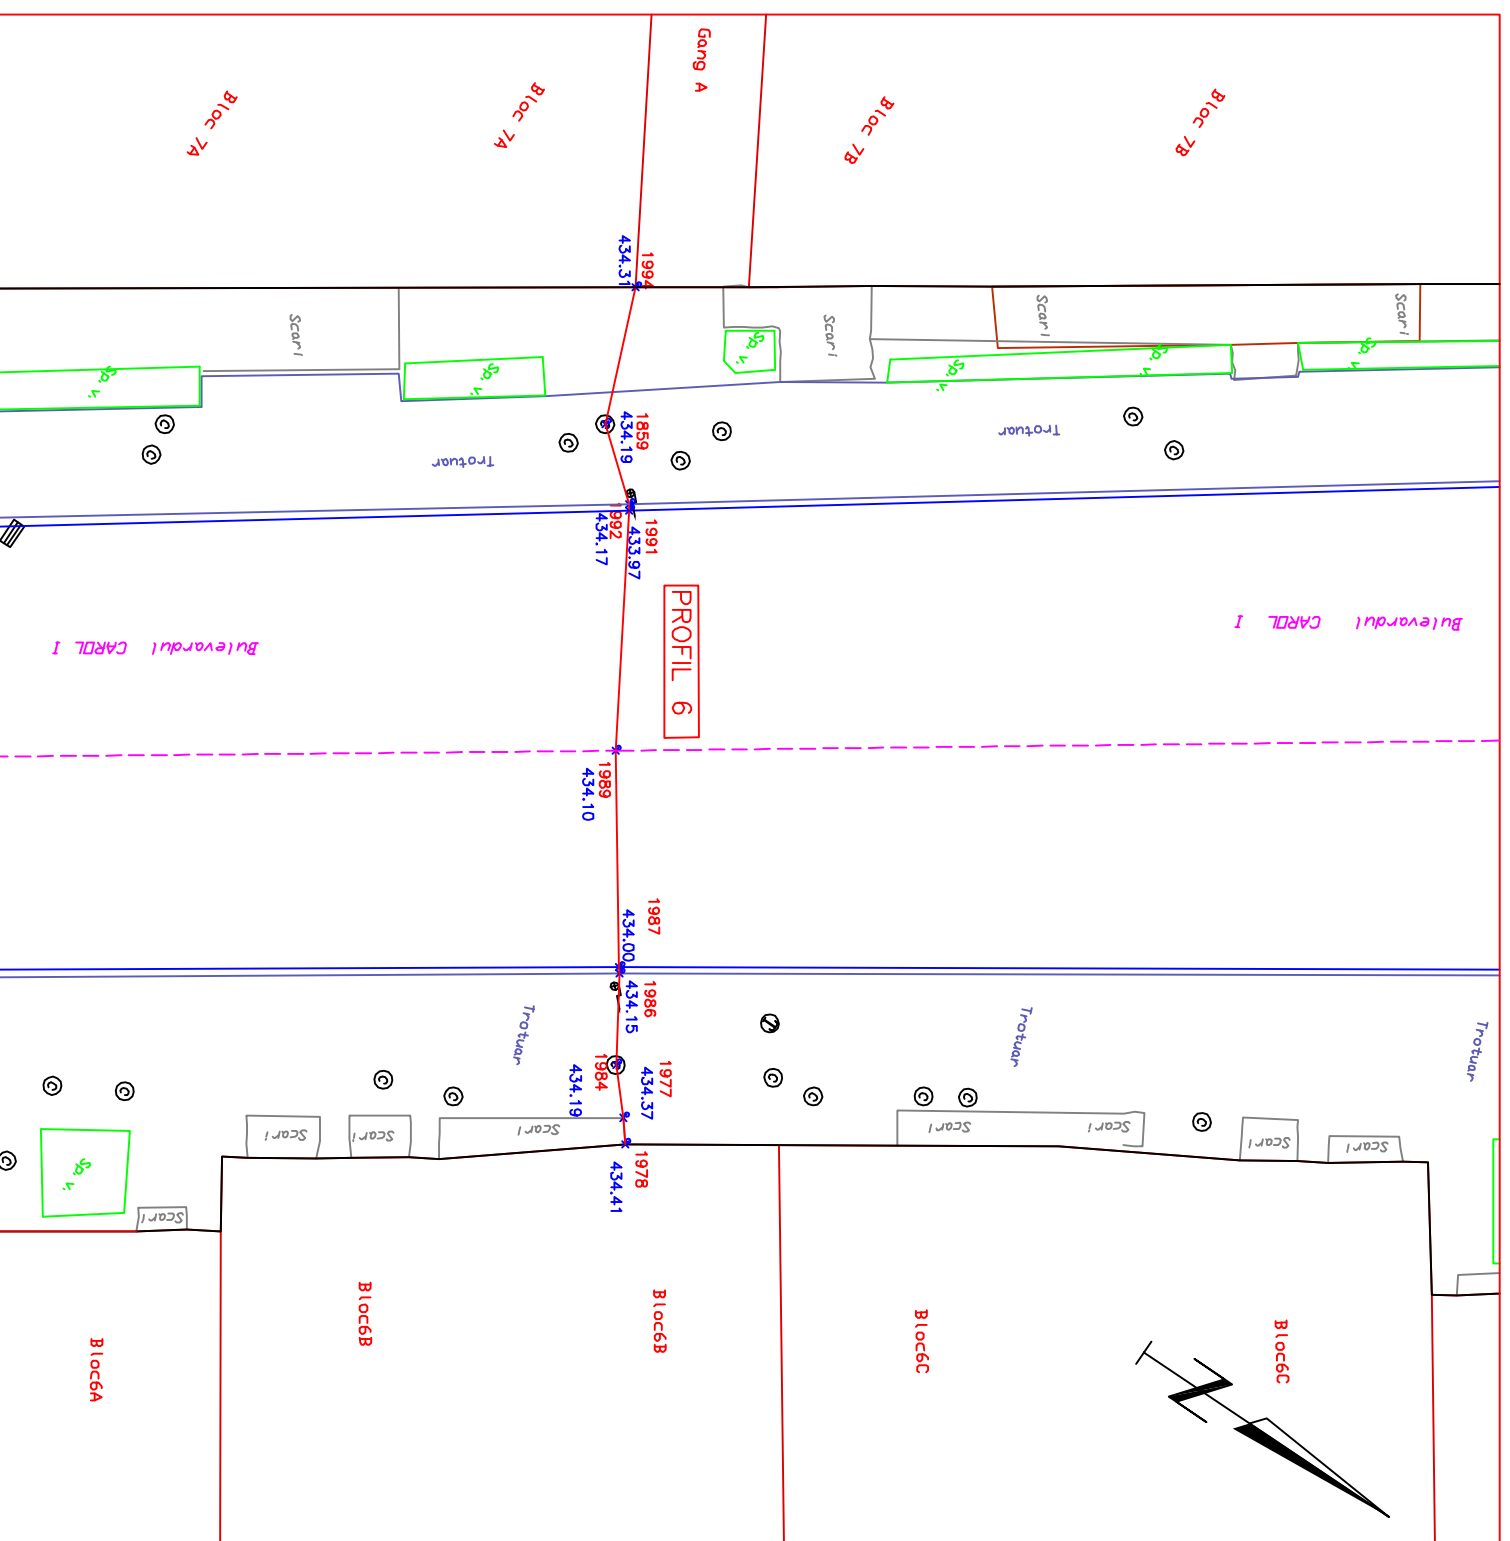 Gang A
Bloc 7A
Bloc 7A
Bloc 7B
Bloc 7B
1994
434.31
Scari
Scari
Scari
Scari
Sp. v.
Sp. v.
Sp. v.
Sp. v.
Sp. v.
Sp. v.
C
C
C
C
C
C
C
C
1859
434.19
Trotuar
Trotuar
1992
434.17
1991
433.97
PROFIL 6
Bulevardul CAROL I
Bulevardul CAROL I
1989
434.10
1987
434.00
1986
434.15
Trotuar
Trotuar
Trotuar
1984
434.19
1977
434.37
C
C
C
C
C
C
C
C
C
C
Scari
Scari
Scari
Scari
Scari
Scari
Scari
Sp. v.
Scari
1978
434.41
Bloc6A
Bloc6B
Bloc6B
Bloc6C
Bloc6C
N